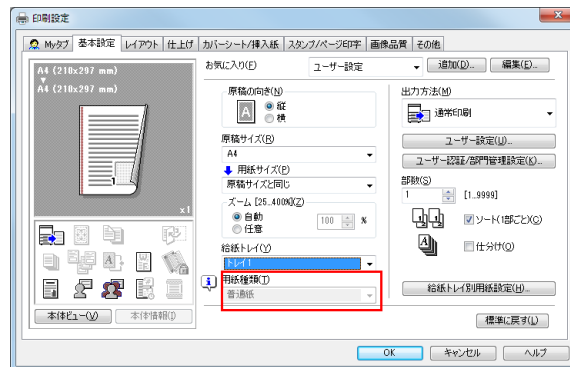 印刷設定
Myタブ 基本設定 レイアウト 仕上げ カバーシート/挿入紙 スタンプ/ページ印字 画像品質 その他
A4 (210x297 mm)
A4 (210x297 mm)
1
x1
本体ビュー(V) 本体情報(I)
お気に入り(F) ユーザー設定 追加(D)... 編集(E)...
原稿の向き(N)
A
縦
横
原稿サイズ(R)
A4
用紙サイズ(P)
原稿サイズと同じ
ズーム [25..400%](Z)
自動
任意
100 %
給紙トレイ(Y)
トレイ1
用紙種類(T)
普通紙
出力方法(M)
通常印刷
ユーザー設定(U)...
ユーザー認証/部門管理設定(K)...
部数(S)
1 [1..9999]
ソート(1部ごと)(C)
仕分け(O)
給紙トレイ別用紙設定(H)...
標準に戻す(L)
OK キャンセル ヘルプ